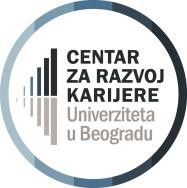 CENTAR
ZA RAZVOJ
KARIJERE
Univerziteta
u Beogradu